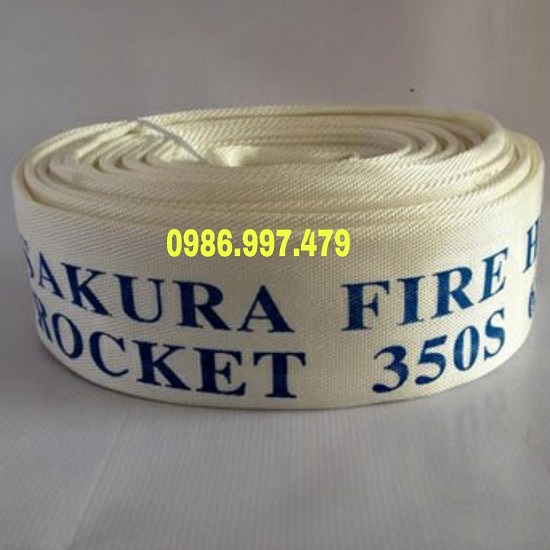 0986.997.479
SAKURA FIRE H
ROCKET 350S